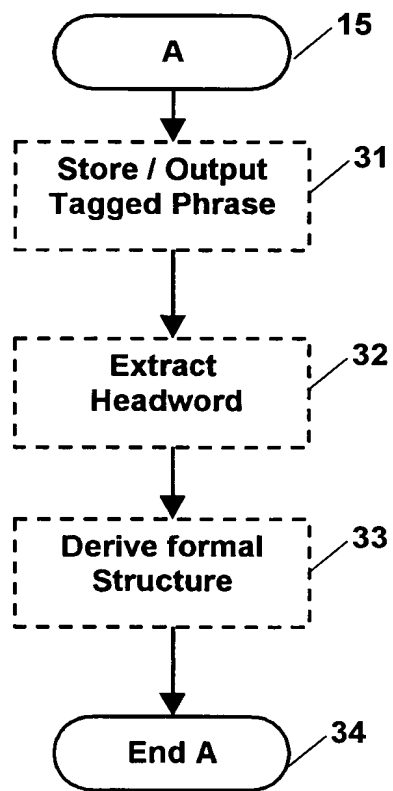 A
15
Store / Output
Tagged Phrase
31
Extract
Headword
32
Derive formal
Structure
33
End A
34